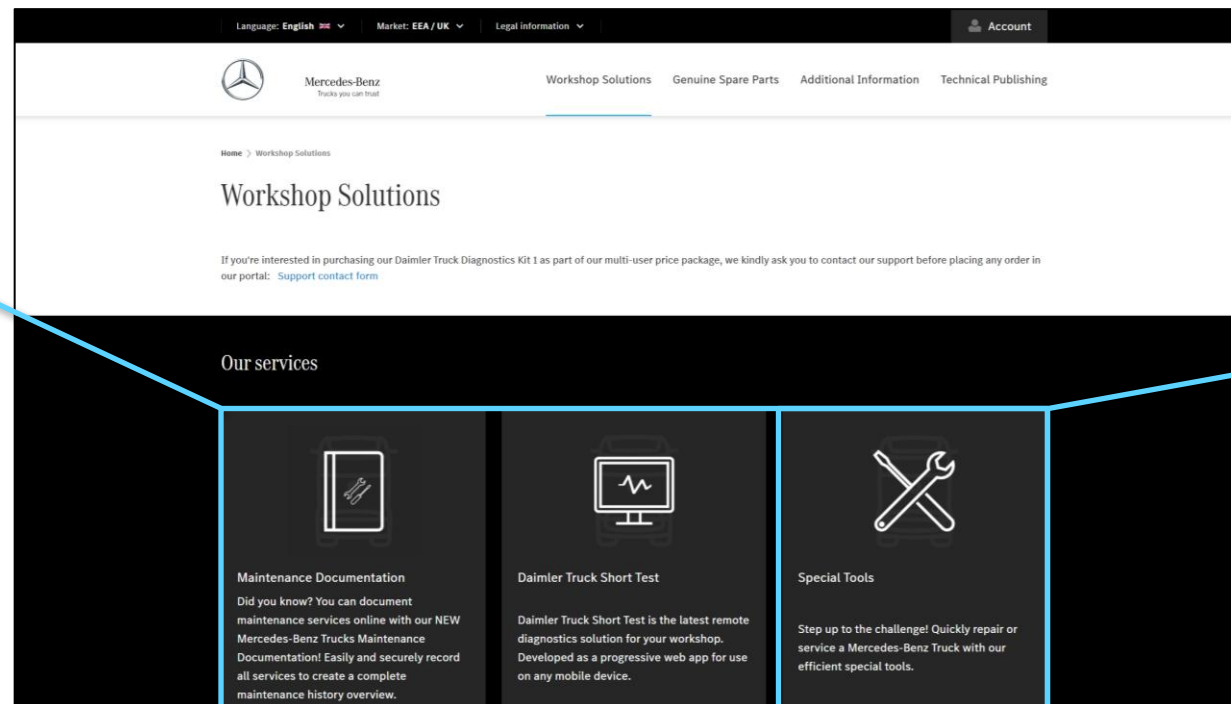 Language: English Market: EEA / UK Legal information Account
Mercedes-Benz
Trucks you can trust
Workshop Solutions Genuine Spare Parts Additional Information Technical Publishing
Home > Workshop Solutions
Workshop Solutions
If you're interested in purchasing our Daimler Truck Diagnostics Kit 1 as part of our multi-user price package, we kindly ask you to contact our support before placing any order in
our portal: Support contact form
Our services
Maintenance Documentation
Did you know? You can document
maintenance services online with our NEW
Mercedes-Benz Trucks Maintenance
Documentation! Easily and securely record
all services to create a complete
maintenance history overview.
Daimler Truck Short Test
Daimler Truck Short Test is the latest remote
diagnostics solution for your workshop.
Developed as a progressive web app for use
on any mobile device.
Special Tools
Step up to the challenge! Quickly repair or
service a Mercedes-Benz Truck with our
efficient special tools.